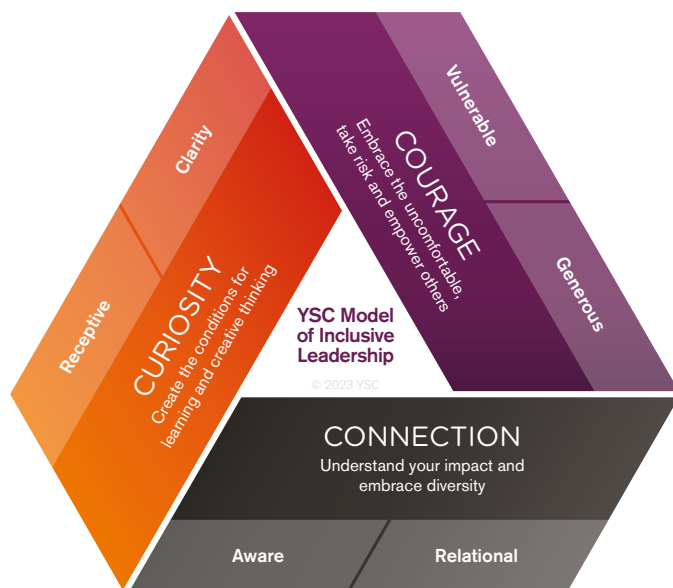 Clarity
Receptive
CURIOSITY
Create the conditions for
learning and creative thinking
Vulnerable
Generous
COURAGE
Embrace the uncomfortable,
take risk and empower others
YSC Model
of Inclusive
Leadership
© 2023 YSC
CONNECTION
Understand your impact and
embrace diversity
Aware
Relational